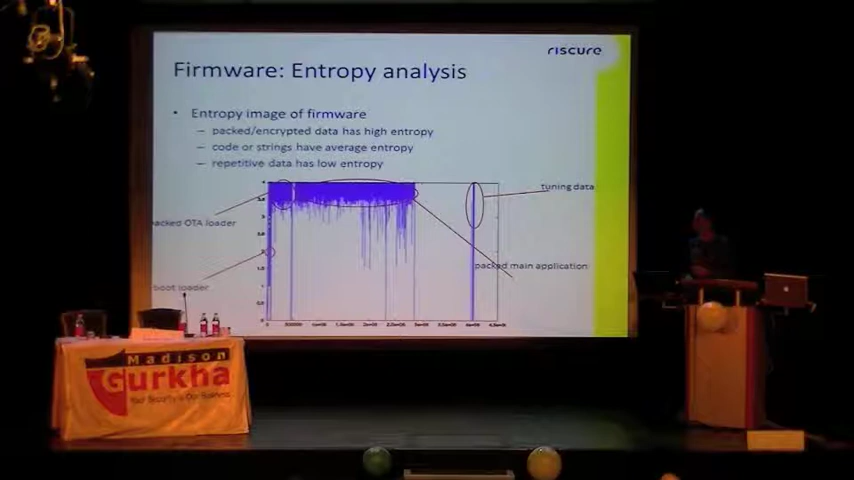 riscure
Firmware: Entropy analysis
• Entropy image of firmware
– packed/encrypted data has high entropy
– code or strings have average entropy
– repetitive data has low entropy
tuning data
packed OTA loader
packed main application
boot loader
Madison
Gurkha